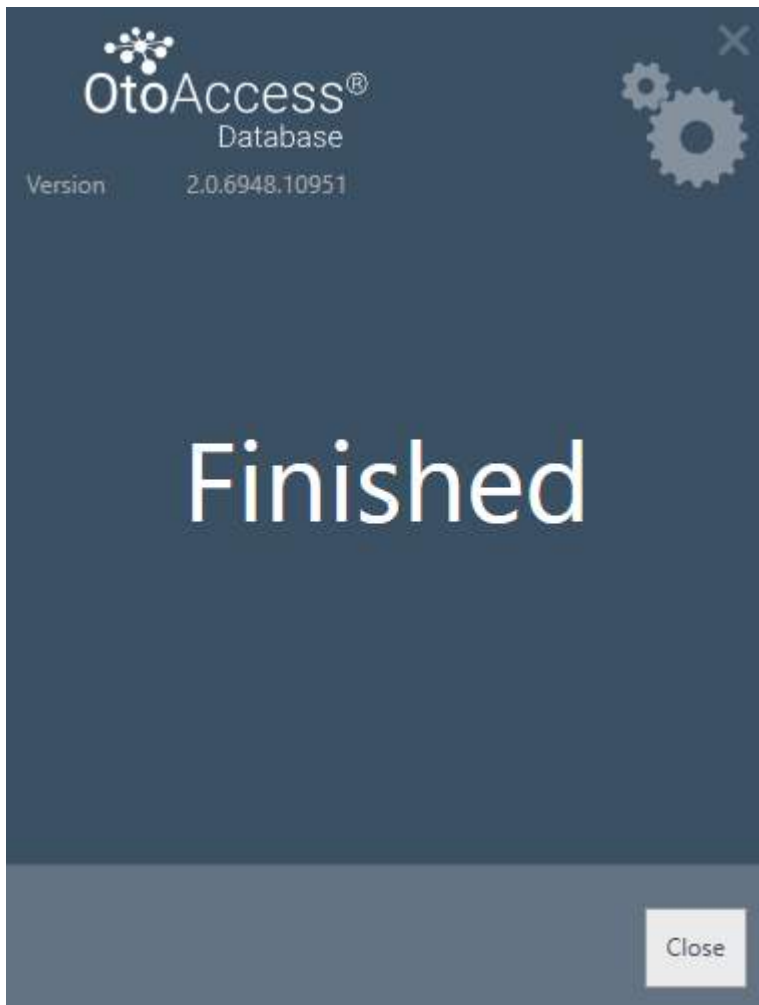 OtoAccess®
Database
Version 2.0.6948.10951
Finished
Close